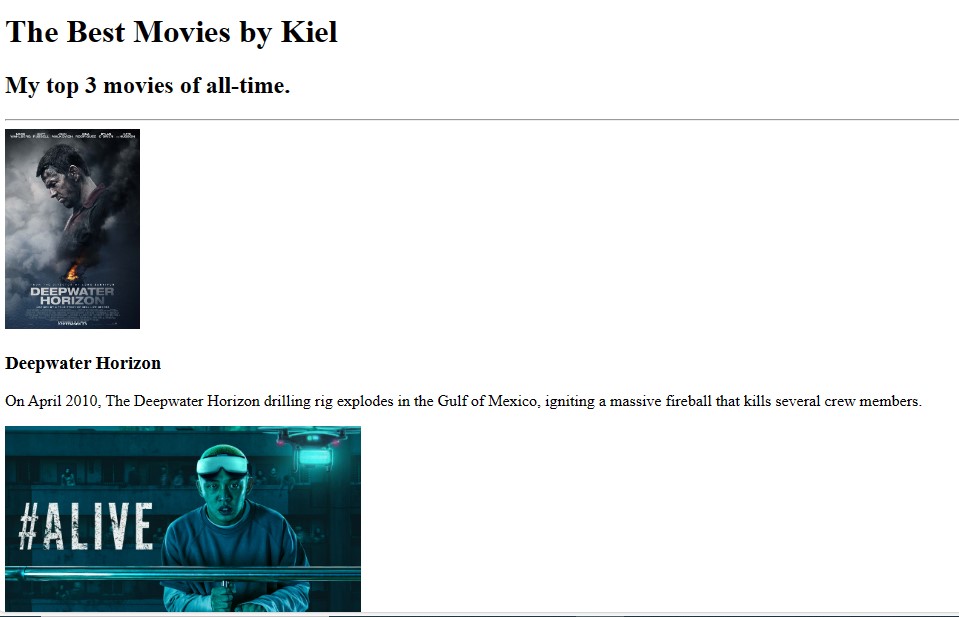 The Best Movies by Kiel
My top 3 movies of all-time.
DEEPWATER
HORIZON
Deepwater Horizon
On April 2010, The Deepwater Horizon drilling rig explodes in the Gulf of Mexico, igniting a massive fireball that kills several crew members.
#ALIVE